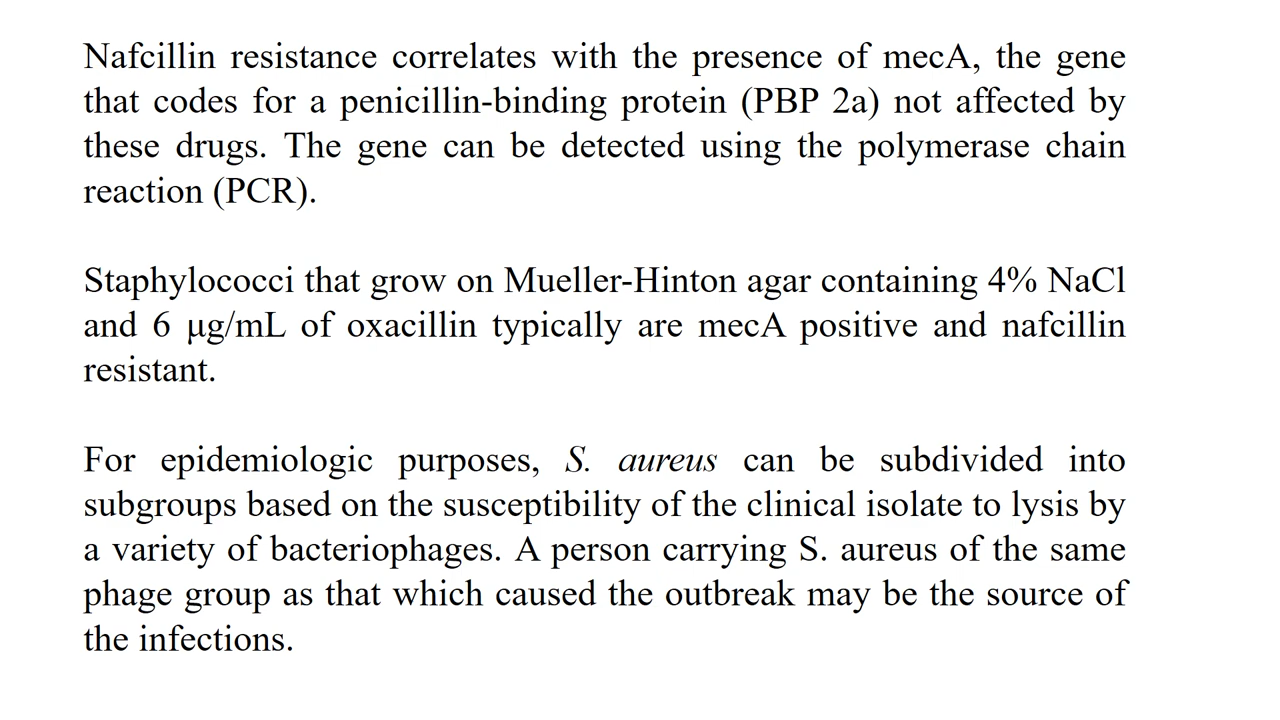 Nafcillin resistance correlates with the presence of mecA, the gene
that codes for a penicillin-binding protein (PBP 2a) not affected by
these drugs. The gene can be detected using the polymerase chain
reaction (PCR).
Staphylococci that grow on Mueller-Hinton agar containing 4% NaCl
and 6 μg/mL of oxacillin typically are mecA positive and nafcillin
resistant.
For epidemiologic purposes, S. aureus can be subdivided into
subgroups based on the susceptibility of the clinical isolate to lysis by
a variety of bacteriophages. A person carrying S. aureus of the same
phage group as that which caused the outbreak may be the source of
the infections.